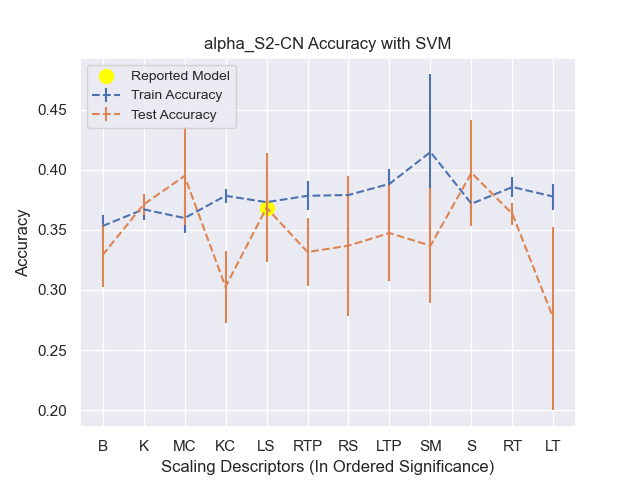 alpha_S2-CN Accuracy with SVM
Reported Model
Train Accuracy
Test Accuracy
0.45
0.40
0.35
0.30
0.25
0.20
Accuracy
B K MC KC LS RTP RS LTP SM S RT LT
Scaling Descriptors (In Ordered Significance)